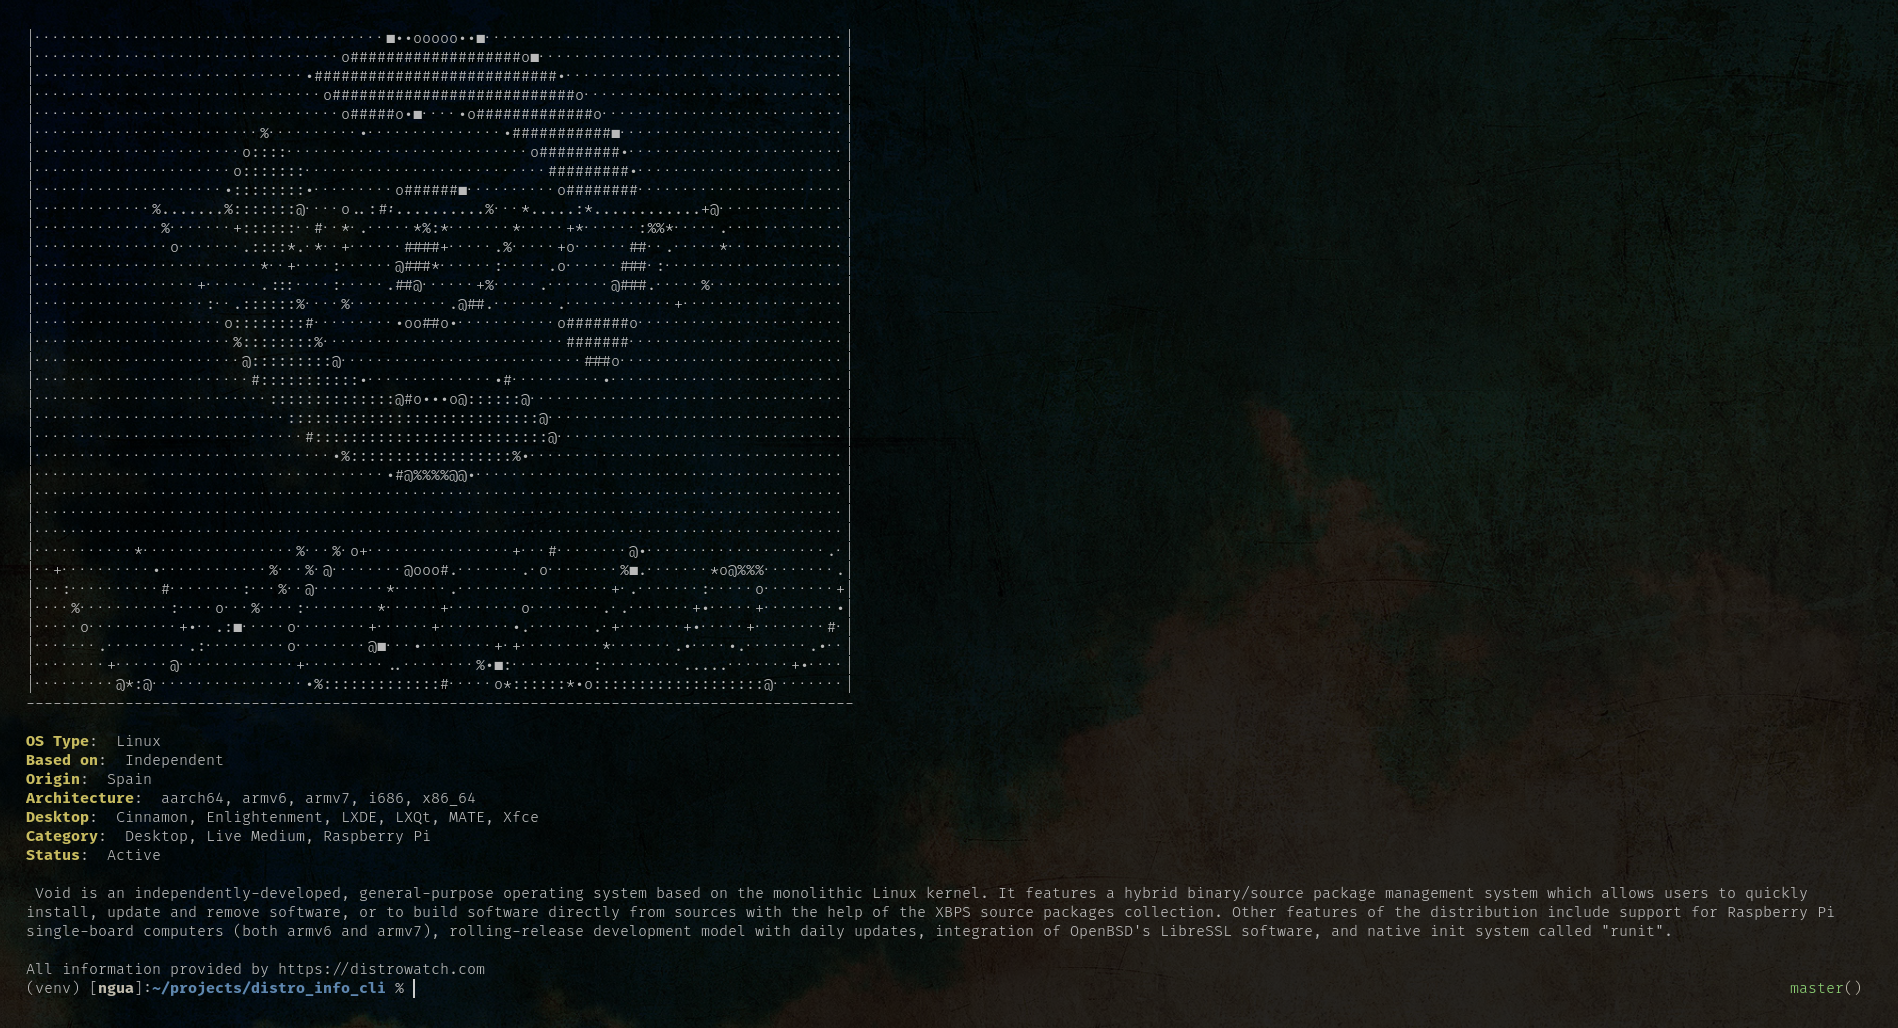 OS Type:  Linux
Based on:  Independent
Origin:  Spain
Architecture:  aarch64, armv6, armv7, i686, x86_64
Desktop:  Cinnamon, Enlightenment, LXDE, LXQt, MATE, Xfce
Category:  Desktop, Live Medium, Raspberry Pi
Status:  Active
Void is an independently-developed, general-purpose operating system based on the monolithic Linux kernel. It features a hybrid binary/source package management system which allows users to quickly
install, update and remove software, or to build software directly from sources with the help of the XBPS source packages collection. Other features of the distribution include support for Raspberry Pi
single-board computers (both armv6 and armv7), rolling-release development model with daily updates, integration of OpenBSD's LibreSSL software, and native init system called "runit".
All information provided by https://distrowatch.com
(venv) [ngua]:~/projects/distro_info_cli % master()